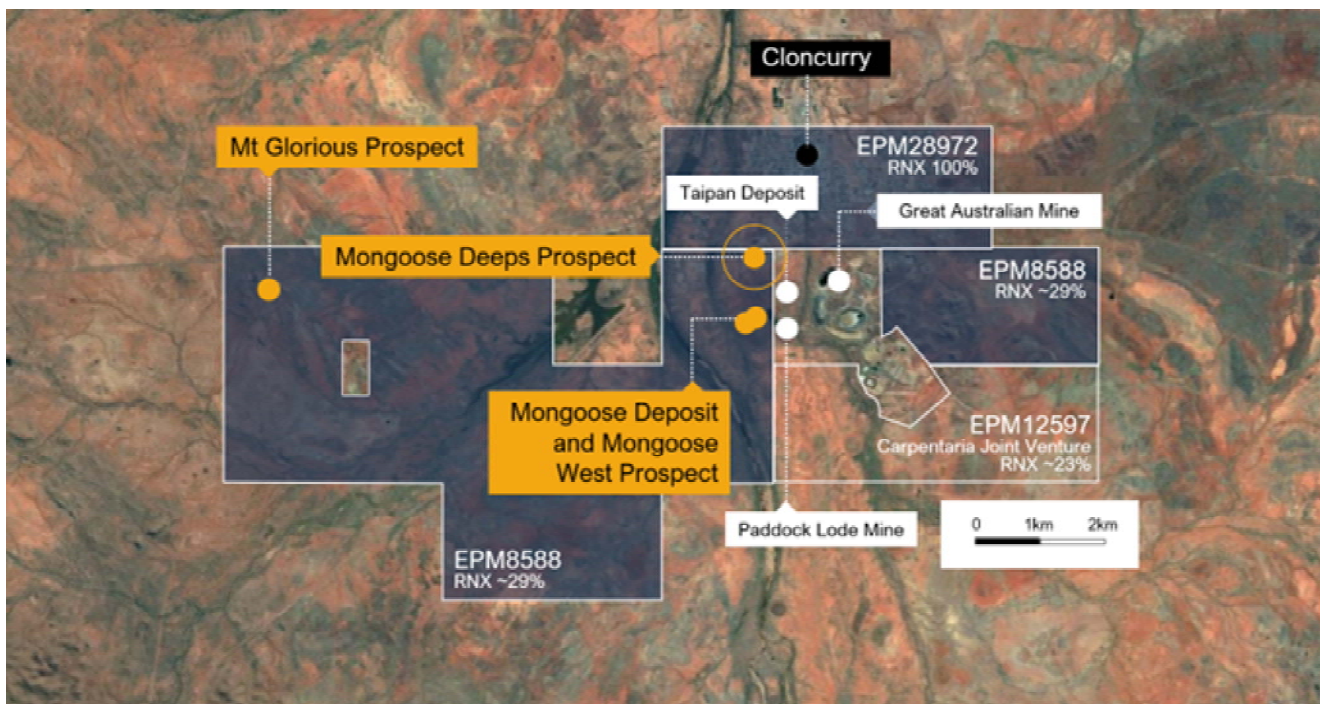 Cloncurry
Mt Glorious Prospect
EPM28972
RNX 100%
Taipan Deposit
Great Australian Mine
Mongoose Deeps Prospect
EPM8588
RNX ~29%
Mongoose Deposit
and Mongoose
West Prospect
EPM12597
Carpentaria Joint Venture
RNX ~23%
Paddock Lode Mine
0 1km 2km
EPM8588
RNX ~29%